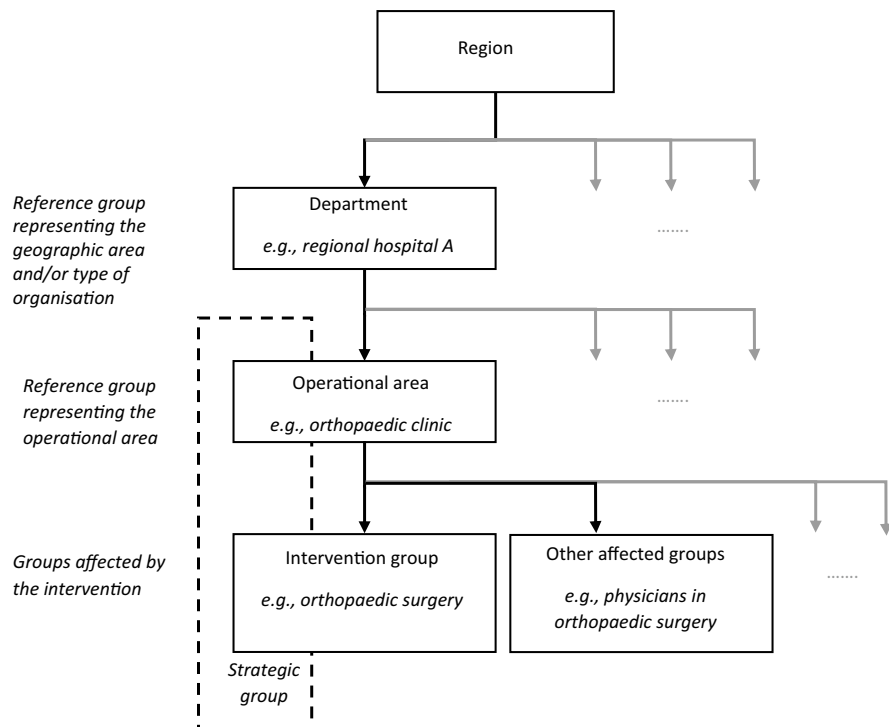 Region
Reference group
representing the
geographic area
and/or type of
organisation
Department
e.g., regional hospital A
.......
Reference group
representing the
operational area
Operational area
e.g., orthopaedic clinic
.......
Groups affected by
the intervention
Intervention group
e.g., orthopaedic surgery
Other affected groups
e.g., physicians in
orthopaedic surgery
.......
Strategic
group